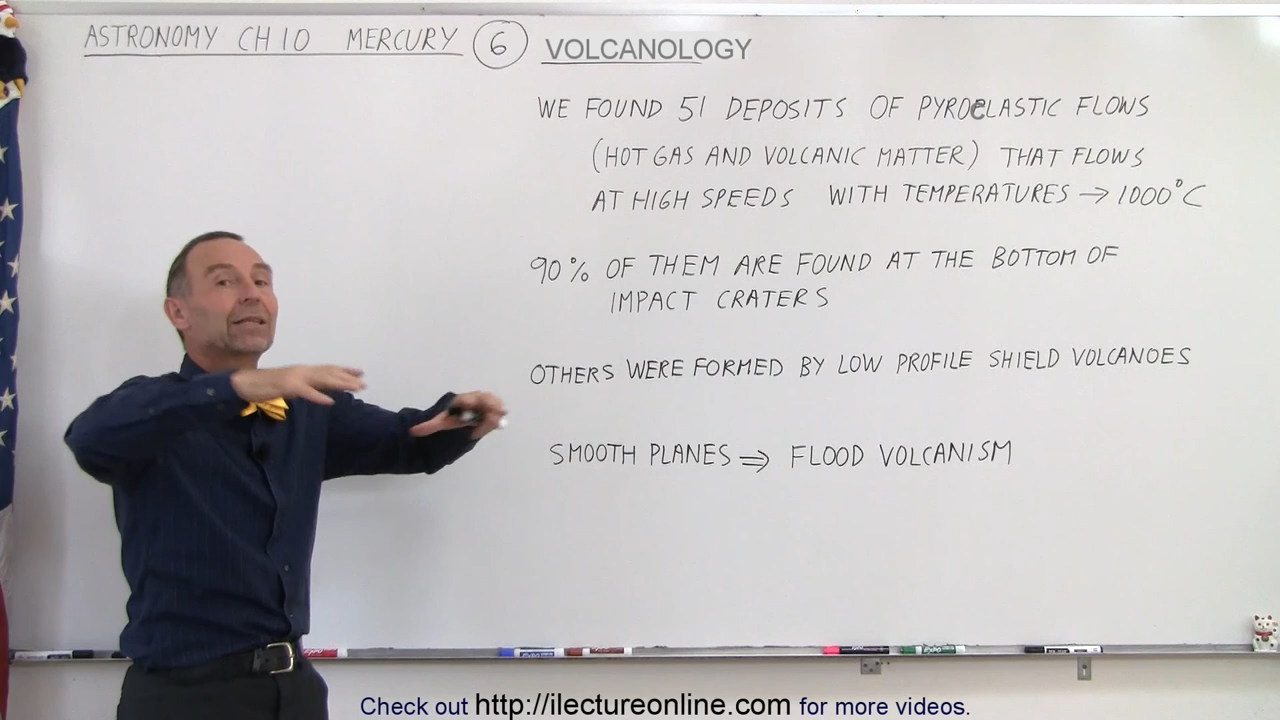 ASTRONOMY CH 10 MERCURY 6 VOLCANOLOGY
WE FOUND 51 DEPOSITS OF PYROCLASTIC FLOWS
(HOT GAS AND VOLCANIC MATTER) THAT FLOWS
AT HIGH SPEEDS WITH TEMPERATURES → 1000°C
90% OF THEM ARE FOUND AT THE BOTTOM OF
IMPACT CRATERS
OTHERS WERE FORMED BY LOW PROFILE SHIELD VOLCANOES
SMOOTH PLANES ⇒ FLOOD VOLCANISM
Check out http://ilectureonline.com for more videos.